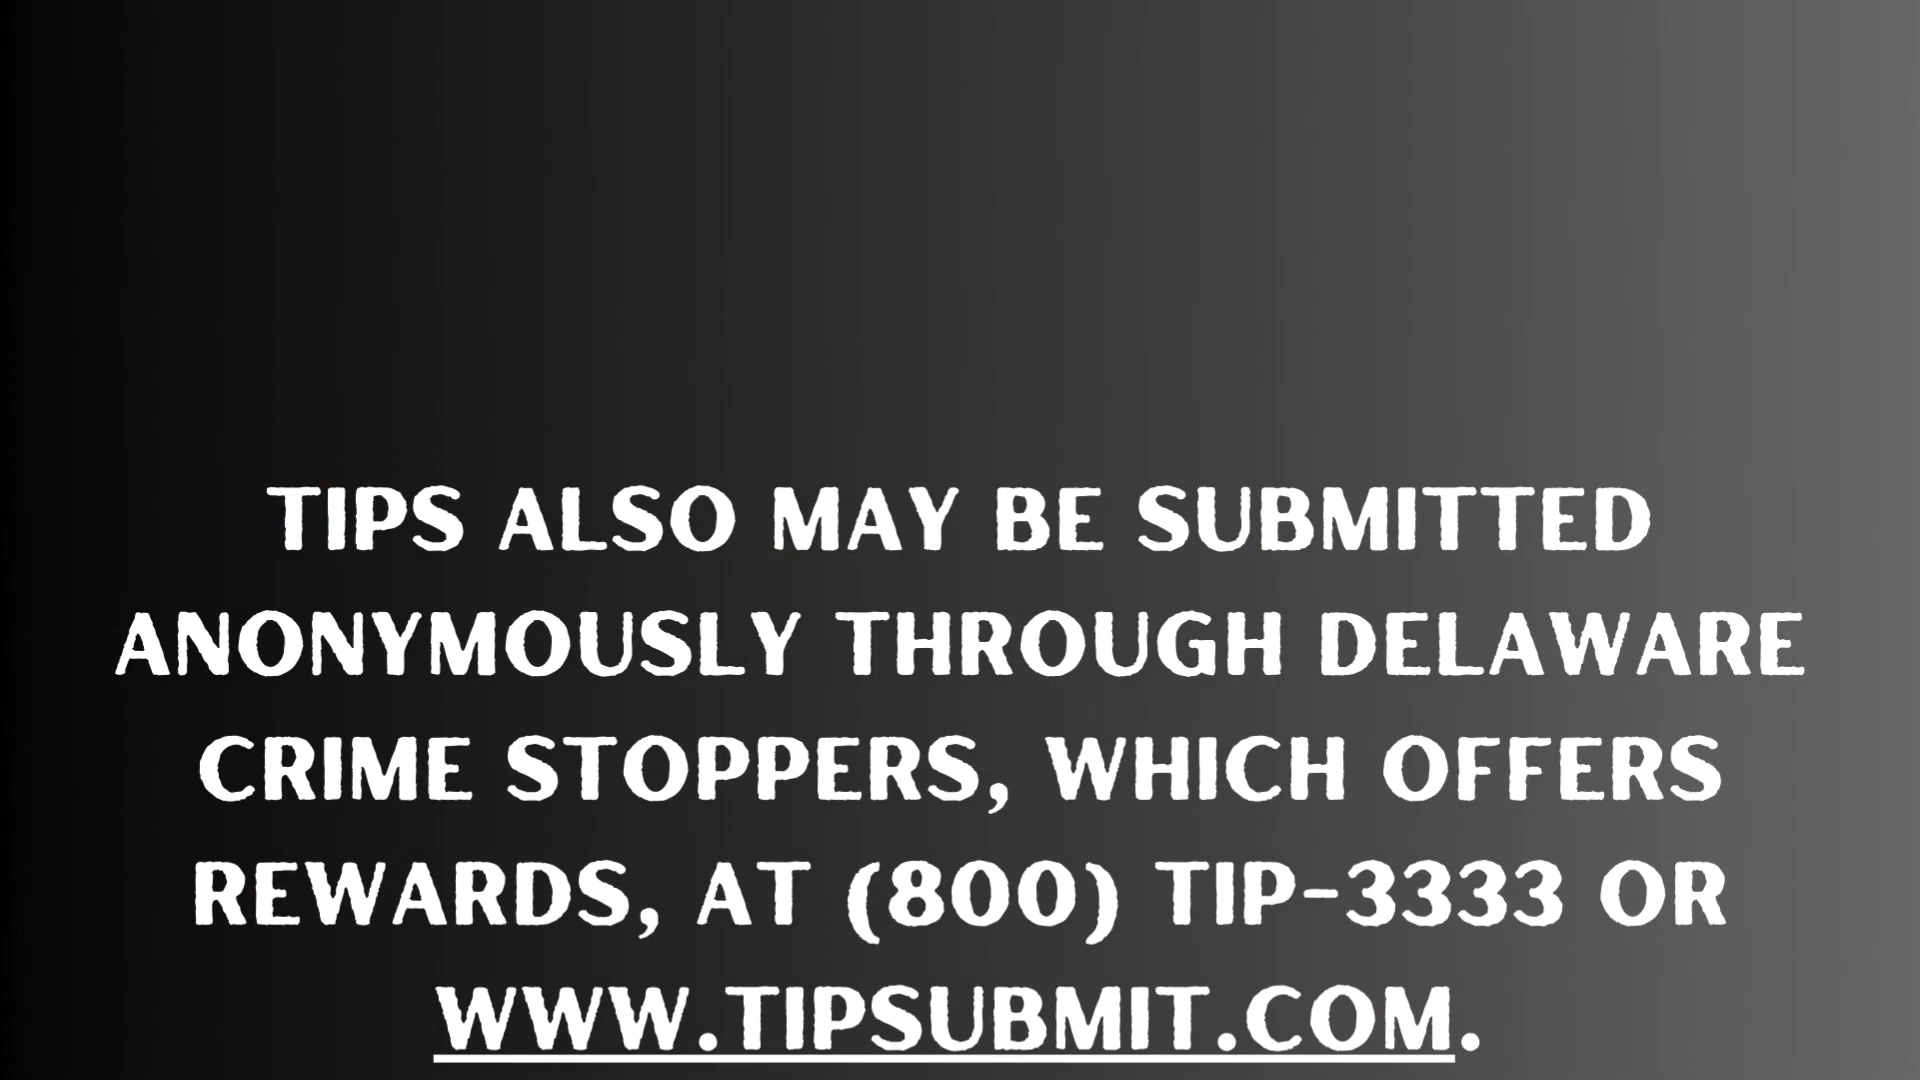 TIPS ALSO MAY BE SUBMITTED
ANONYMOUSLY THROUGH DELAWARE
CRIME STOPPERS, WHICH OFFERS
REWARDS, AT (800) TIP-3333 OR
WWW.TIPSUBMIT.COM.